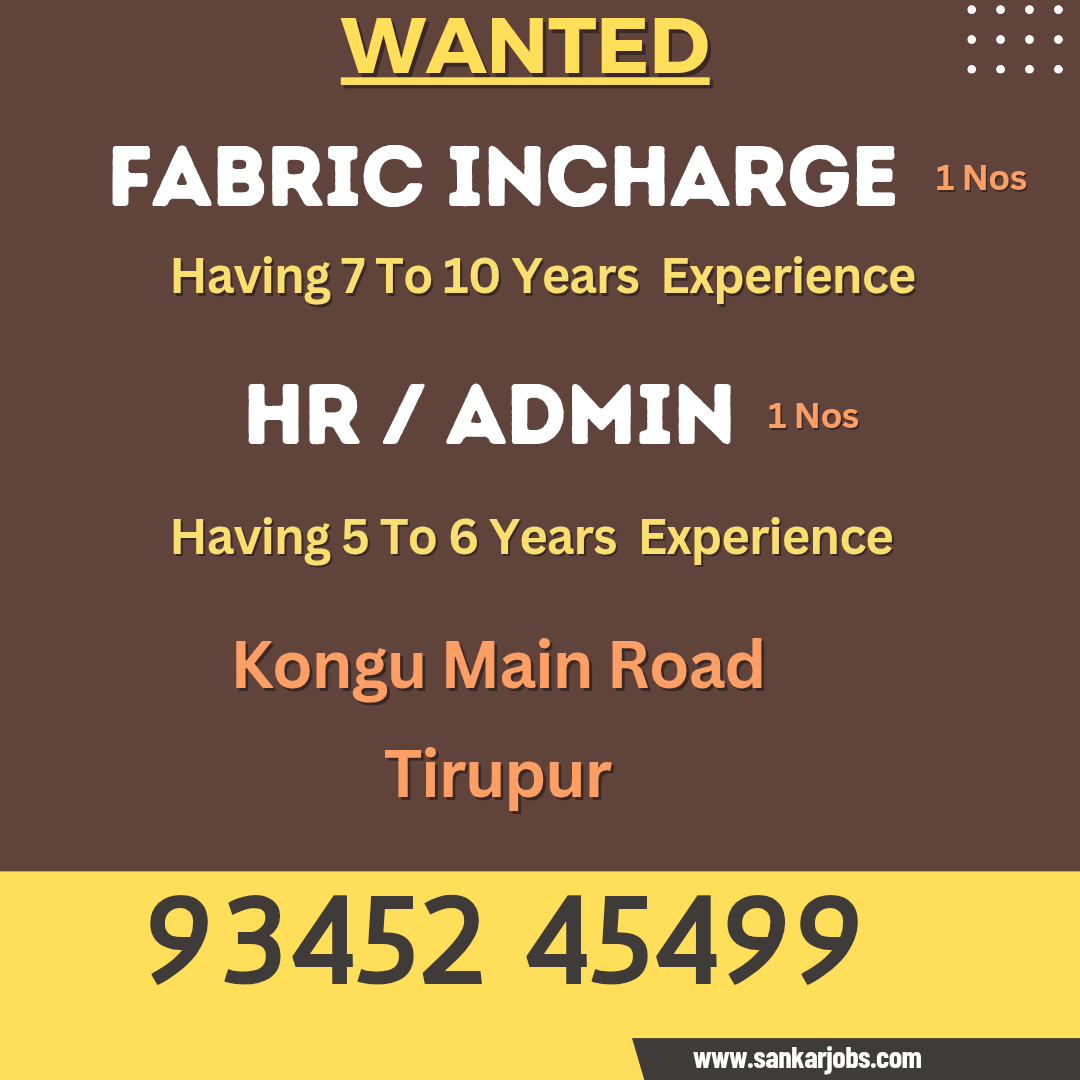 WANTED
FABRIC INCHARGE 1 Nos
Having 7 To 10 Years Experience
HR / ADMIN 1 Nos
Having 5 To 6 Years Experience
Kongu Main Road
Tirupur
93452 45499
www.sankarjobs.com